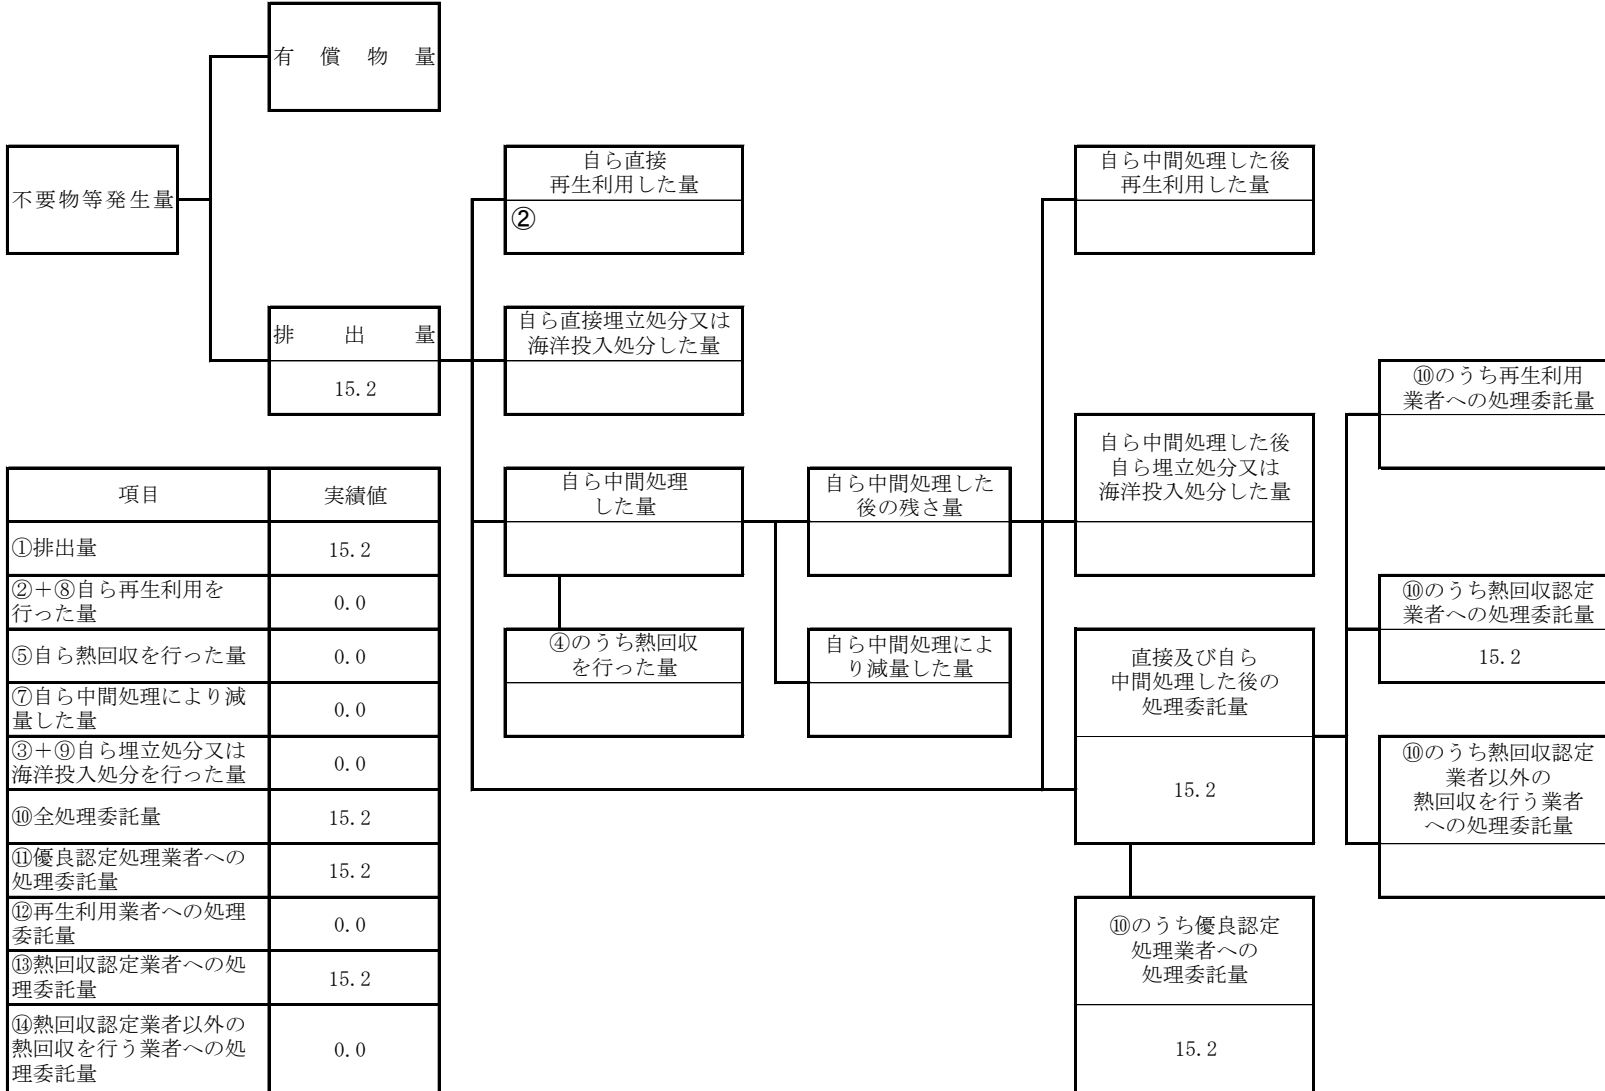 有償物量
不要物等発生量
自ら直接
再生利用した量
②
自ら中間処理した後
再生利用した量
排出量
15.2
自ら直接埋立処分又は
海洋投入処分した量
⑩のうち再生利用
業者への処理委託量
自ら中間処理した後
自ら埋立処分又は
海洋投入処分した量
自ら中間処理
した量
自ら中間処理した
後の残さ量
⑩のうち熱回収認定
業者への処理委託量
15.2
④のうち熱回収
を行った量
自ら中間処理によ
り減量した量
直接及び自ら
中間処理した後の
処理委託量
15.2
⑩のうち熱回収認定
業者以外の
熱回収を行う業者
への処理委託量
⑩のうち優良認定
処理業者への
処理委託量
15.2
項目 実績値
①排出量 15.2
②+⑧自ら再生利用を
行った量 0.0
⑤自ら熱回収を行った量 0.0
⑦自ら中間処理により減
量した量 0.0
③+⑨自ら埋立処分又は
海洋投入処分を行った量 0.0
⑩全処理委託量 15.2
⑪優良認定処理業者への
処理委託量 15.2
⑫再生利用業者への処理
委託量 0.0
⑬熱回収認定業者への処
理委託量 15.2
⑭熱回収認定業者以外の
熱回収を行う業者への処
理委託量 0.0